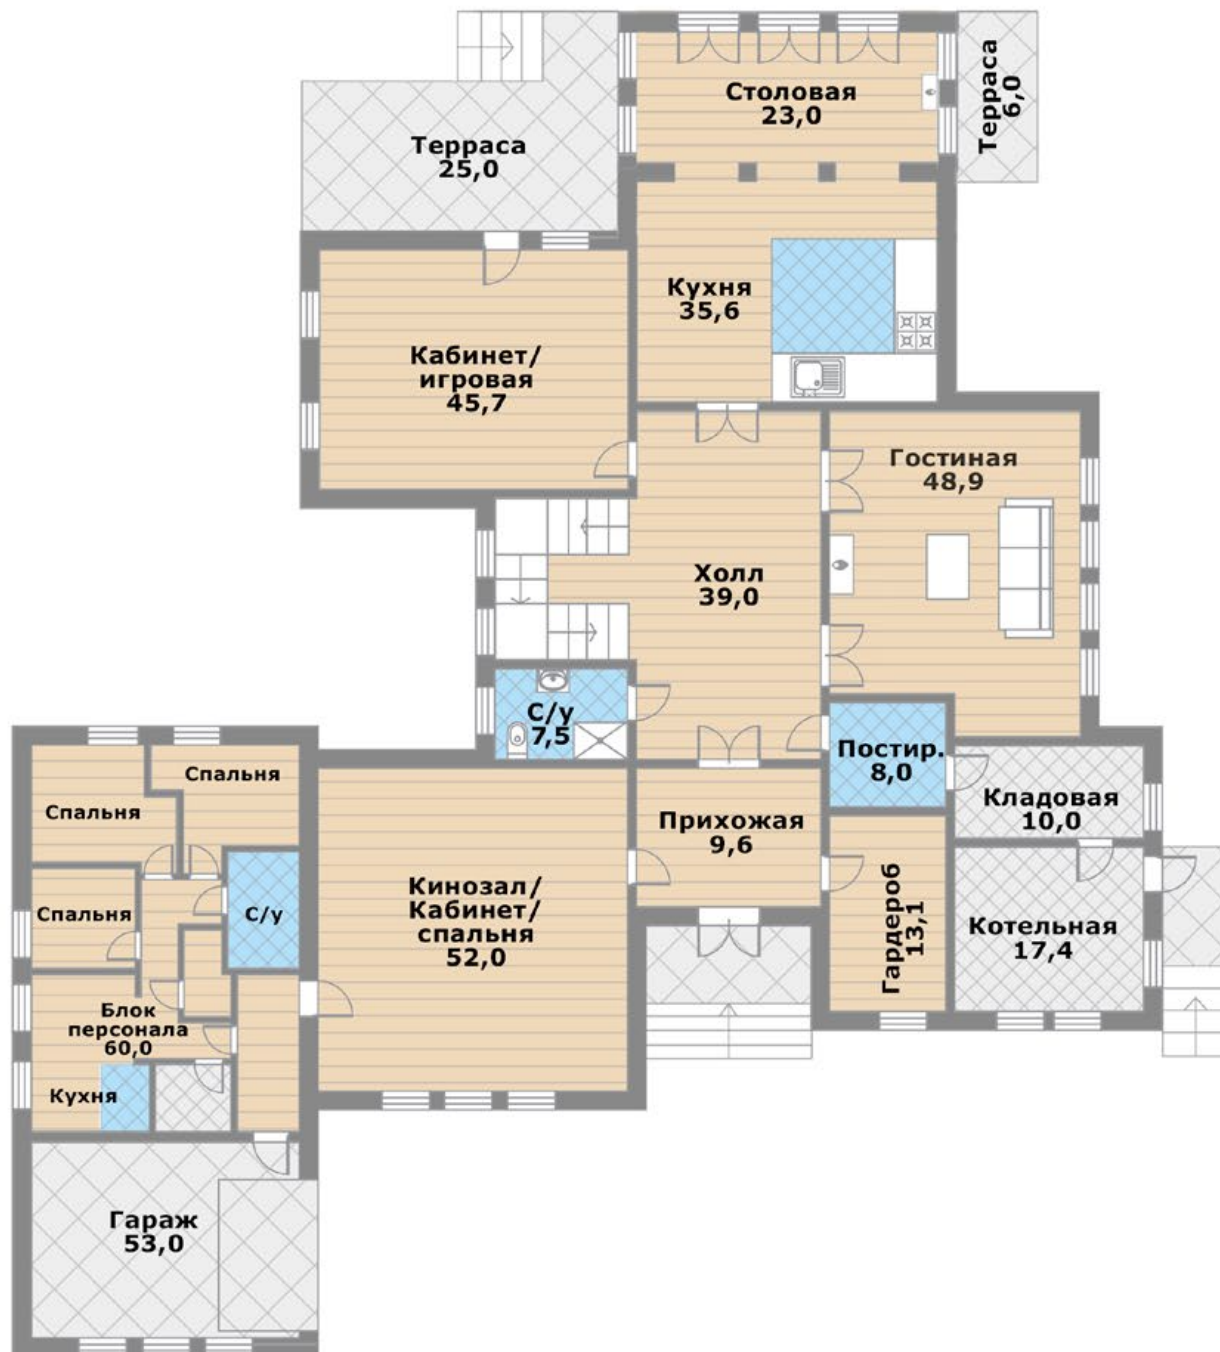 Столовая
23,0
Терраса
6,0
Терраса
25,0
Кухня
35,6
Кабинет/
игровая
45,7
Гостиная
48,9
Холл
39,0
С/у
7,5
Постир.
8,0
Спальня
Спальня
Кладовая
10,0
Прихожая
9,6
Кинозал/
Кабинет/
спальня
52,0
Спальня
С/у
Гардероб
13,1
Котельная
17,4
Блок
персонала
60,0
Кухня
Гараж
53,0